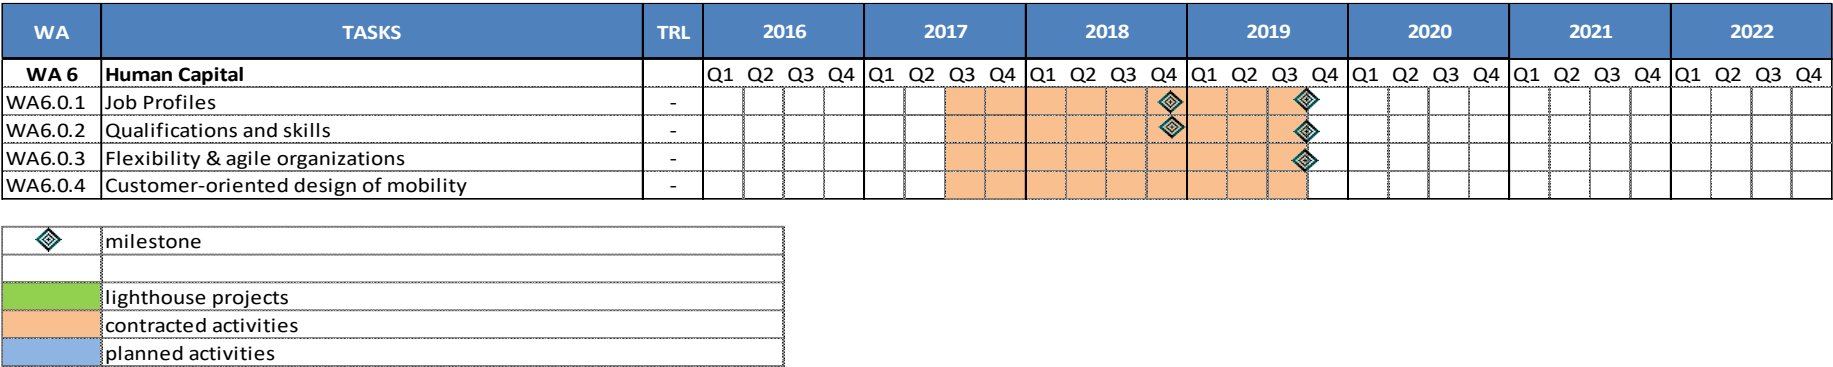 WA TASKS TRL 2016 2017 2018 2019 2020 2021 2022
WA 6 Human Capital Q1 Q2 Q3 Q4 Q1 Q2 Q3 Q4 Q1 Q2 Q3 Q4 Q1 Q2 Q3 Q4 Q1 Q2 Q3 Q4 Q1 Q2 Q3 Q4 Q1 Q2 Q3 Q4
WA6.0.1 Job Profiles -
WA6.0.2 Qualifications and skills -
WA6.0.3 Flexibility & agile organizations -
WA6.0.4 Customer-oriented design of mobility -
milestone
lighthouse projects
contracted activities
planned activities